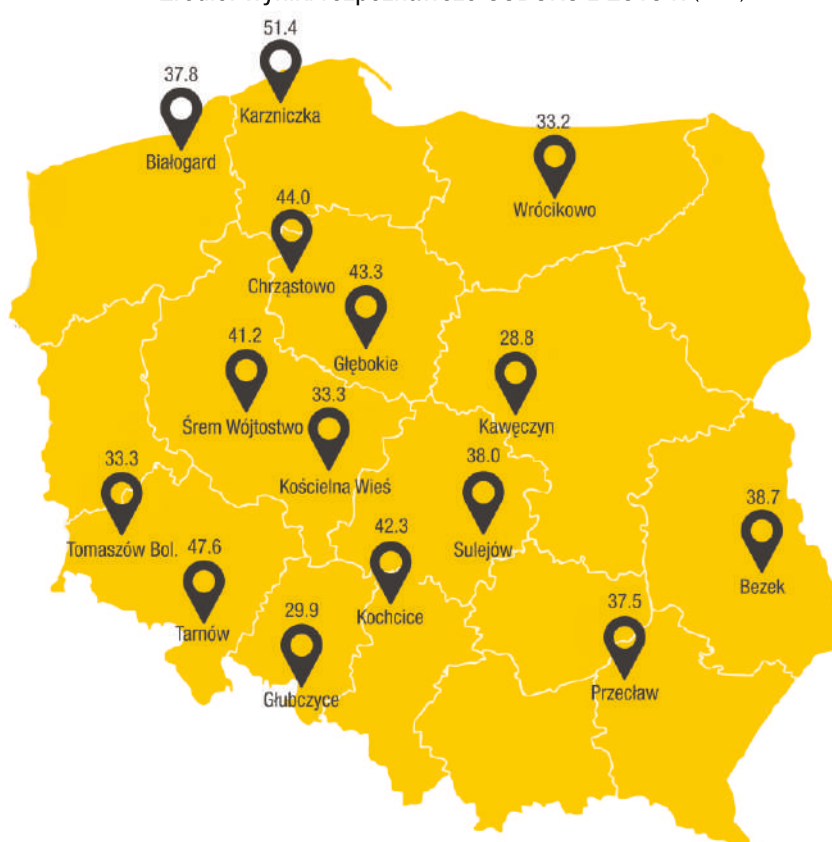 51.4
Karzniczka
37.8
Białogard
33.2
Wrócikowo
44.0
Chrząstowo
43.3
Głębokie
41.2
Śrem Wójtostwo
28.8
Kawęczyn
33.3
Kościelna Wieś
33.3
Tomaszów Bol.
38.0
Sulejów
38.7
Bezek
47.6
Tarnów
42.3
Kochcice
29.9
Głubczyce
37.5
Przecław